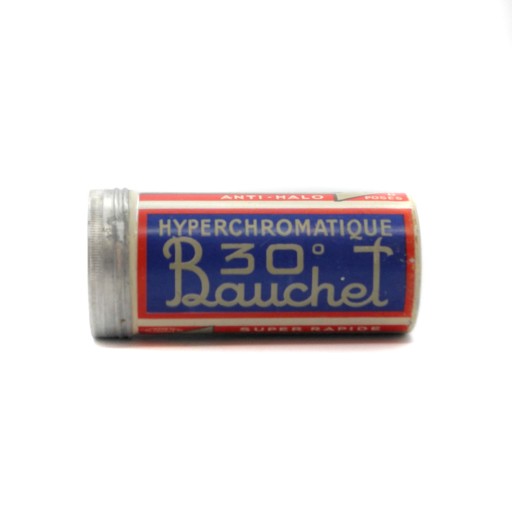 ANTI-HALO
POSES
HYPERCHROMATIQUE
30°
Bauchet
SUPER RAPIDE